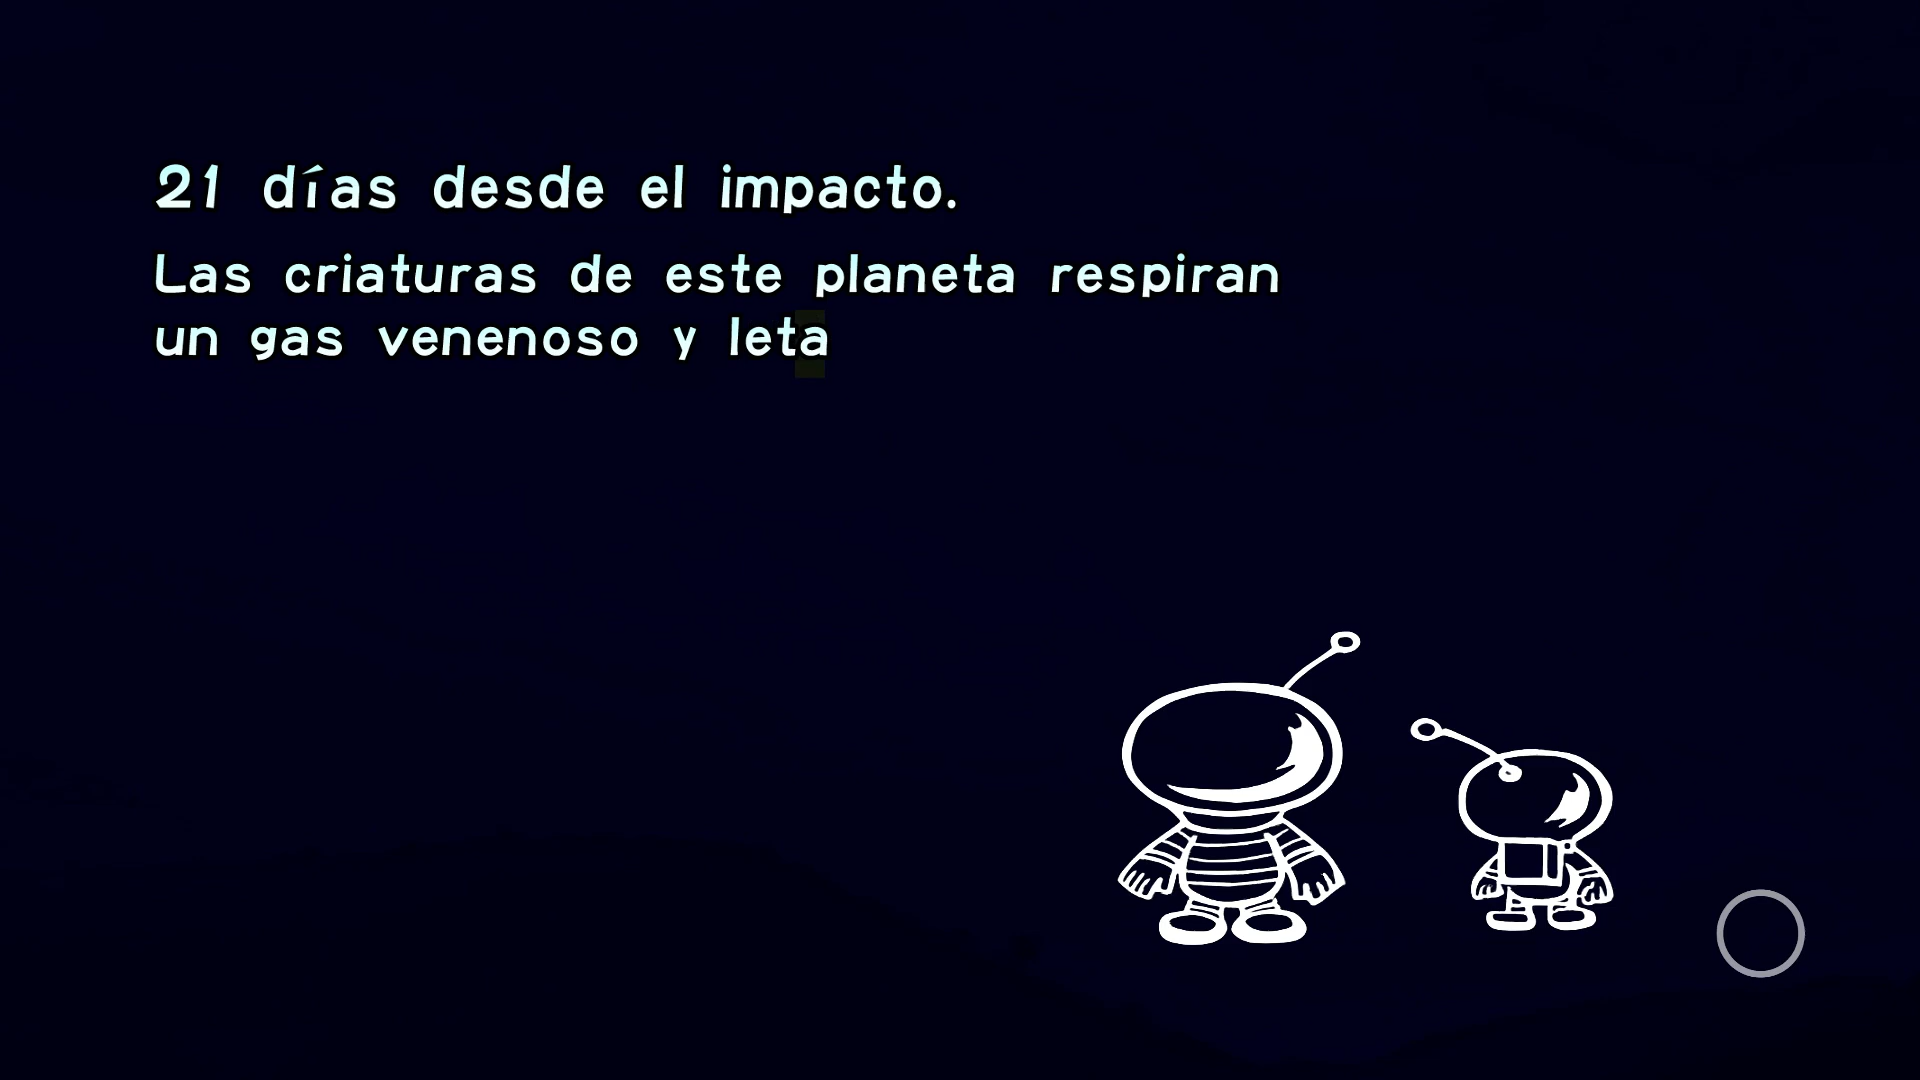 21 días desde el impacto.
Las criaturas de este planeta respiran
un gas venenoso y leta